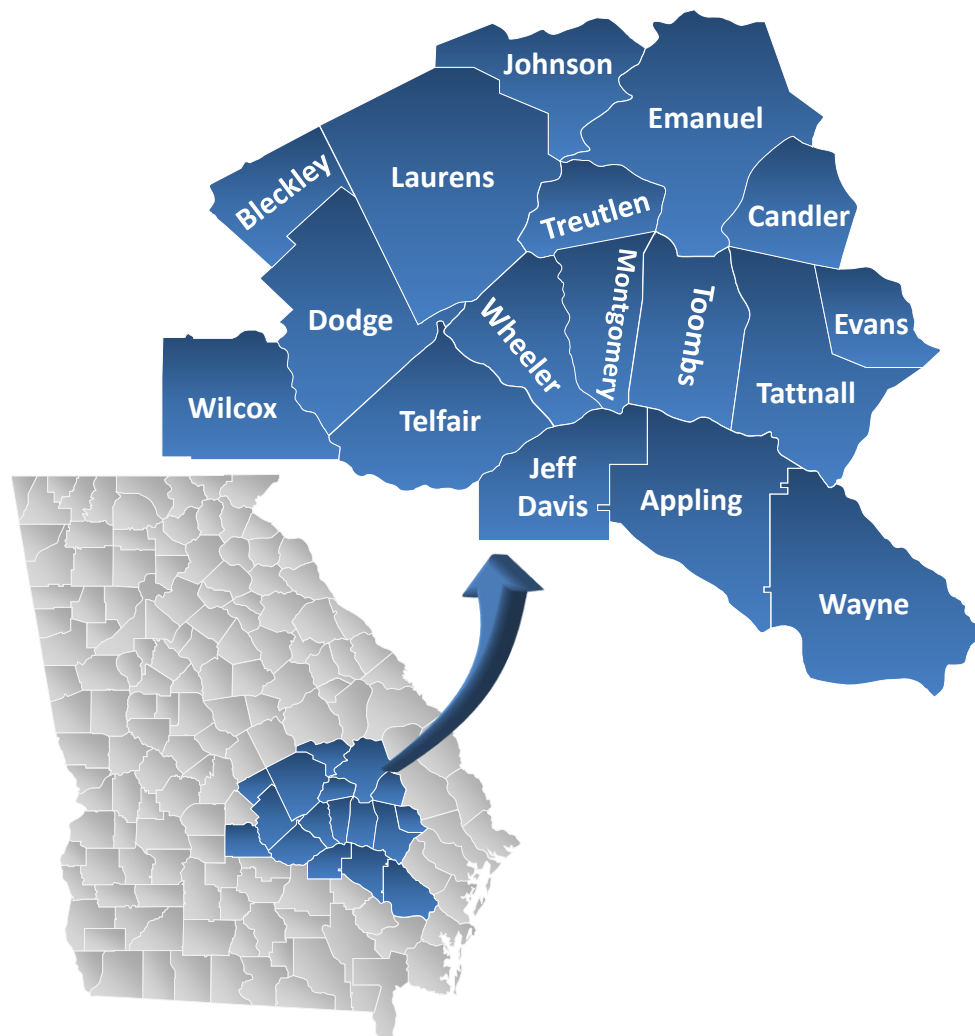 Johnson
Emanuel
Bleckley
Laurens
Treutlen
Candler
Dodge
Wheeler
Montgomery
Toombs
Evans
Wilcox
Telfair
Tattnall
Jeff
Davis
Appling
Wayne